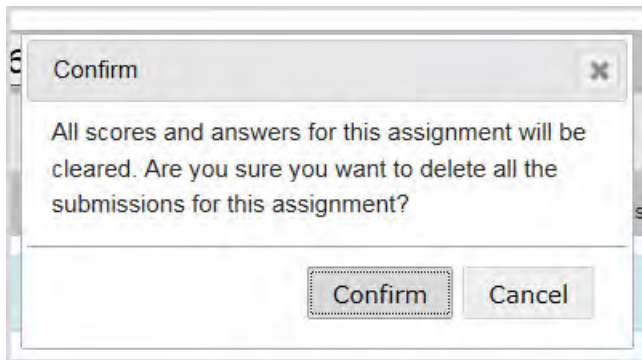 6
Confirm
All scores and answers for this assignment will be
cleared. Are you sure you want to delete all the
submissions for this assignment?
s
Confirm Cancel